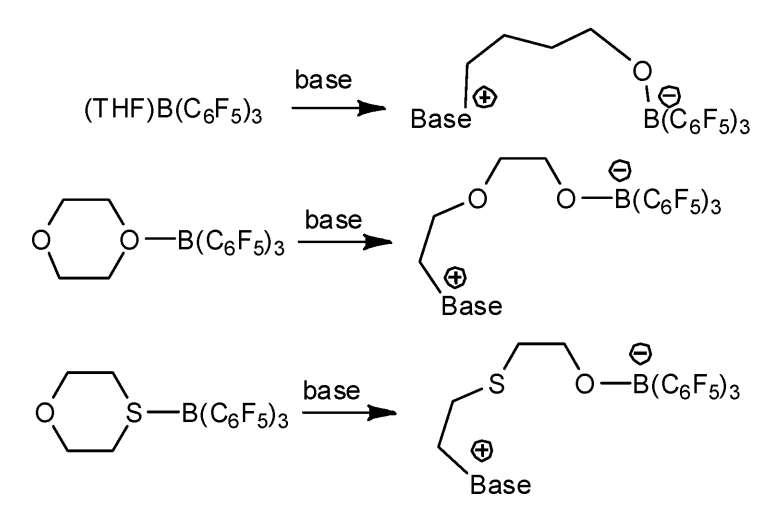 (THF)B(C6F5)3 base Base⊕ O B⊖(C6F5)3
O O—B(C6F5)3 base O O—B⊖(C6F5)3 Base⊕
O S—B(C6F5)3 base S O—B⊖(C6F5)3 Base⊕